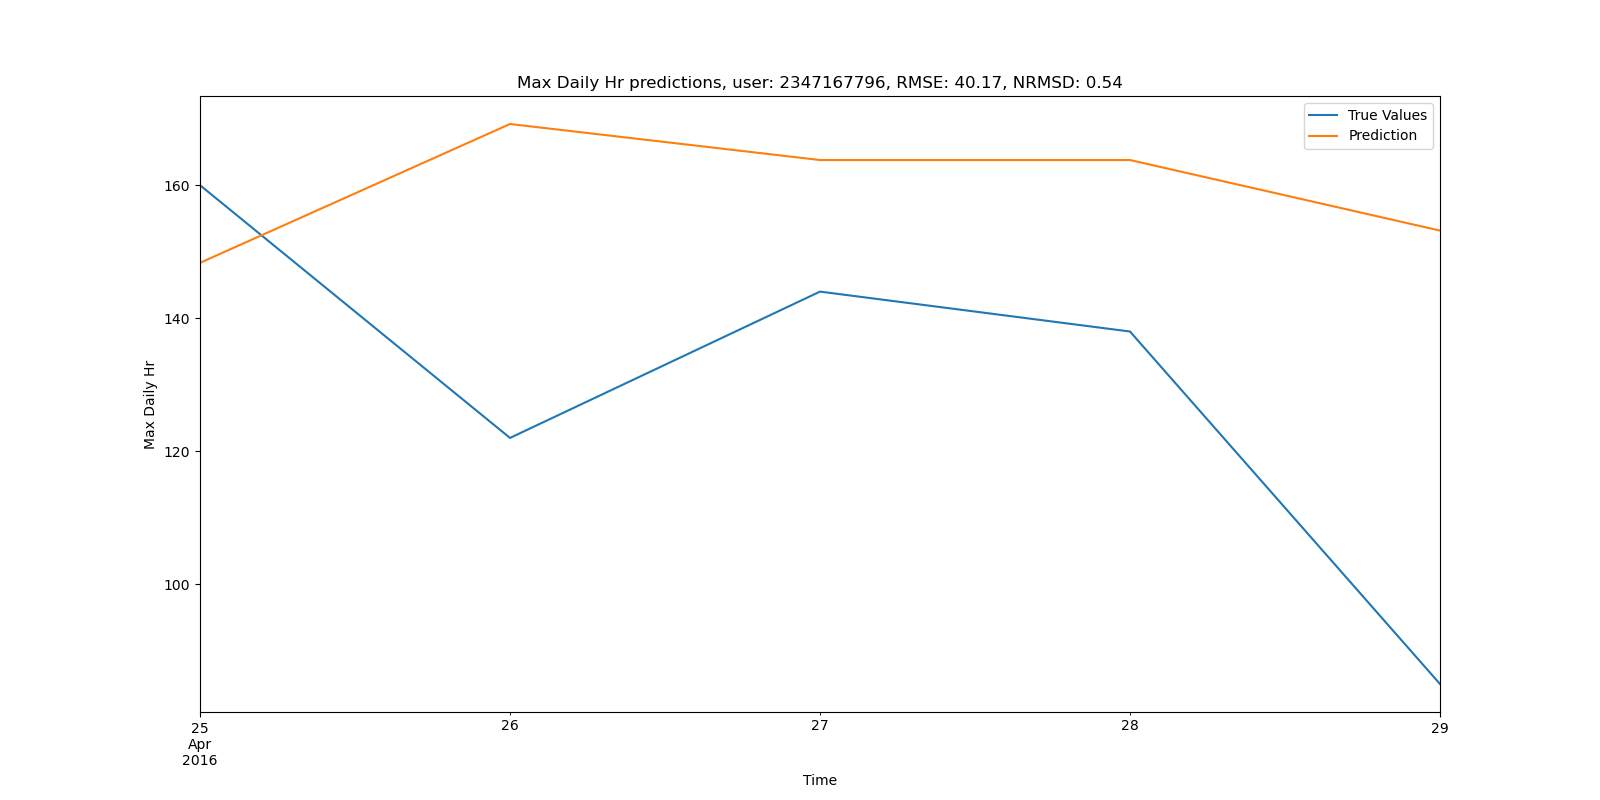 Max Daily Hr predictions, user: 2347167796, RMSE: 40.17, NRMSD: 0.54
True Values
Prediction
160
140
120
100
Max Daily Hr
25
Apr
2016
26
27
28
29
Time